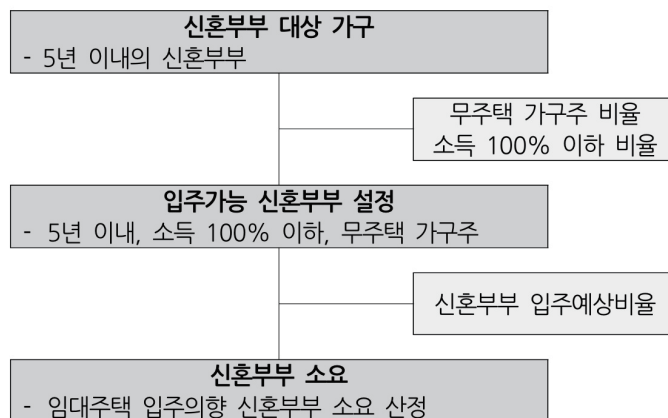 신혼부부 대상 가구
- 5년 이내의 신혼부부
무주택 가구주 비율
소득 100% 이하 비율
입주가능 신혼부부 설정
- 5년 이내, 소득 100% 이하, 무주택 가구주
신혼부부 입주예상비율
신혼부부 소요
- 임대주택 입주의향 신혼부부 소요 산정